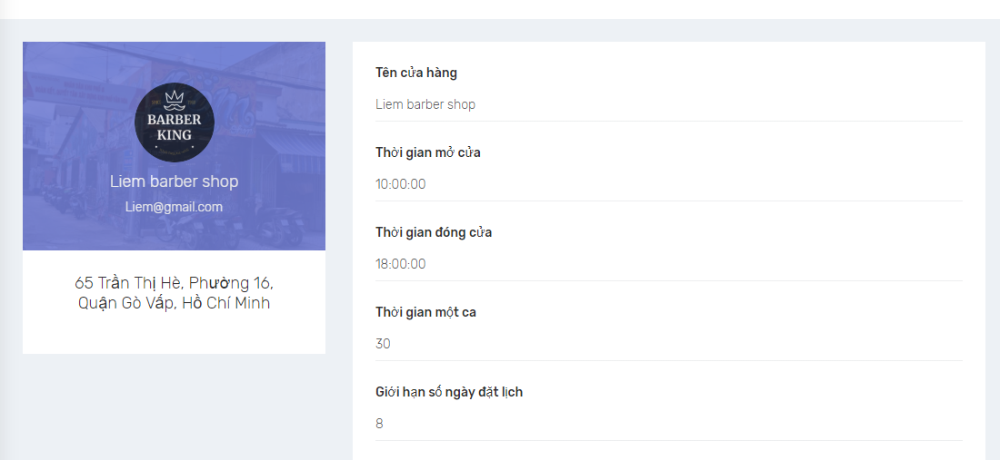 BARBER
KING
Liem barber shop
Liem@gmail.com
65 Trần Thị Hè, Phường 16,
Quận Gò Vấp, Hồ Chí Minh
Tên cửa hàng
Liem barber shop
Thời gian mở cửa
10:00:00
Thời gian đóng cửa
18:00:00
Thời gian một ca
30
Giới hạn số ngày đặt lịch
8